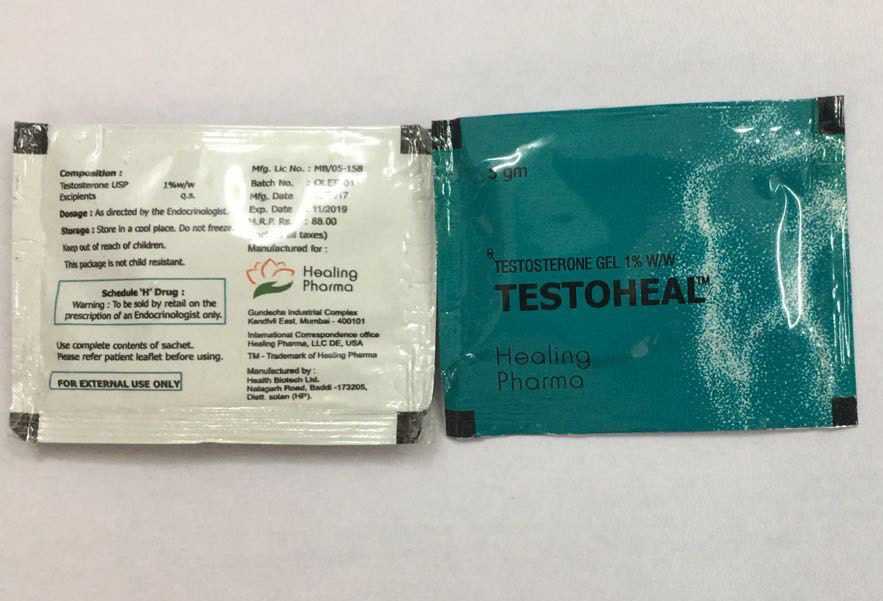 Composition :
Testosterone USP 1%w/w
Excipients q.s.
Dosage : As directed by the Endocrinologist.
Storage : Store in a cool place. Do not freeze
Keep out of reach of children.
This package is not child resistant.
Schedule 'H' Drug :
Warning : To be sold by retail on the
prescription of an Endocrinologist only.
Use complete contents of sachet.
Please refer patient leaflet before using.
FOR EXTERNAL USE ONLY
Mfg. Lic No. : MB/05-158
Batch No. : 01
Mfg. Date
Exp. Date : 11/2019
M.R.P. Rs. : 88.00
taxes)
Manufactured for :
Healing
Pharma
Gundecha Industrial Complex
Kandivli East, Mumbai - 400101
International Correspondence office
Healing Pharma, LLC DE, USA
TM - Trademark of Healing Pharma
Manufactured by :
Health Biotech Ltd.
Nalagarh Road, Baddi -173205,
Distt. solan (HP).
5 gm
TESTOSTERONE GEL 1% W/W
TESTOHEAL™
Healing
Pharma